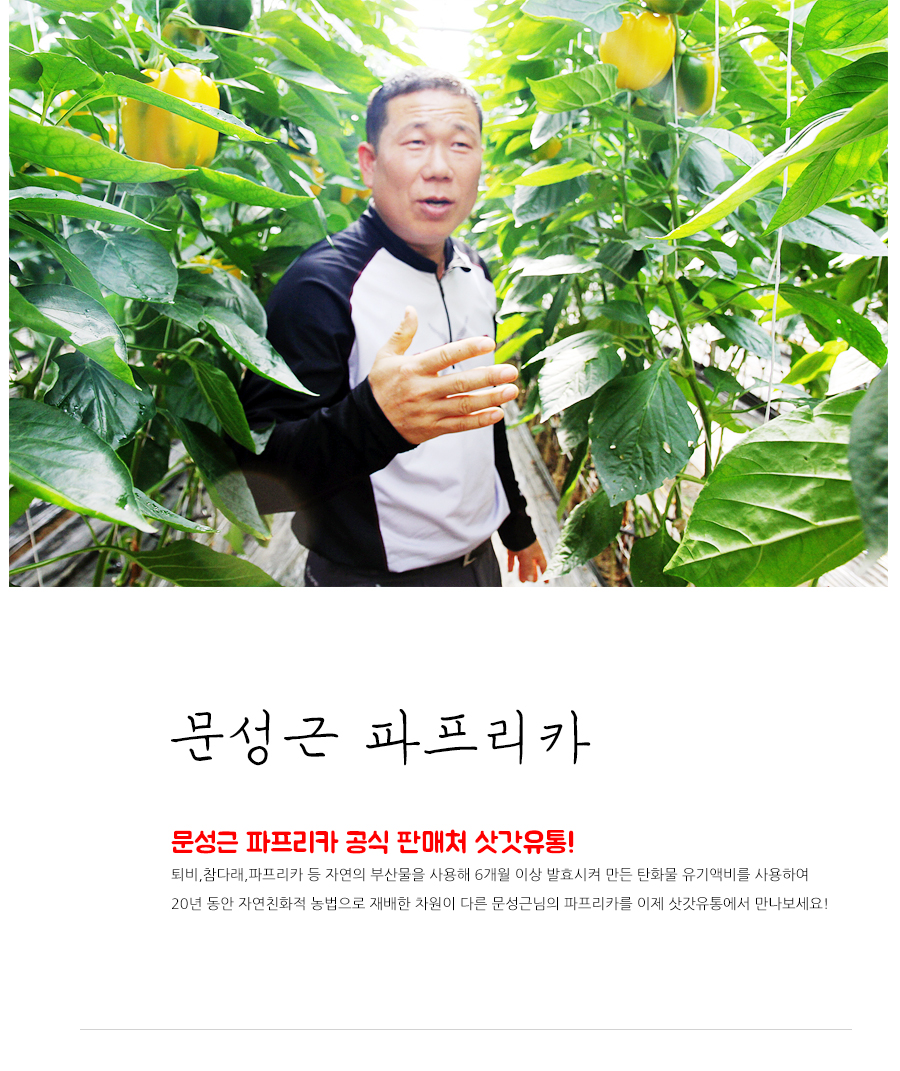 문성근 파프리카
문성근 파프리카 공식 판매처 삿갓유통!
퇴비,참다래,파프리카 등 자연의 부산물을 사용해 6개월 이상 발효시켜 만든 탄화물 유기액비를 사용하여
20년 동안 자연친화적 농법으로 재배한 차원이 다른 문성근님의 파프리카를 이제 삿갓유통에서 만나보세요!